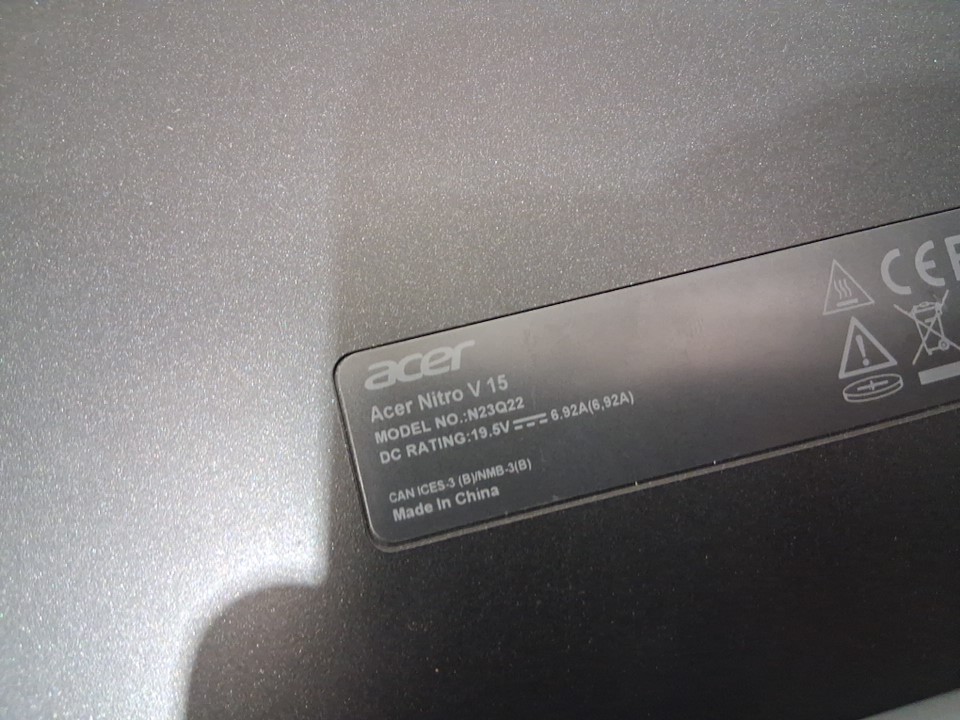 acer
Acer Nitro V 15
MODEL NO.:N23Q22
DC RATING:19.5V⎓6.92A(6,92A)
CAN ICES-3 (B)/NMB-3(B)
Made In China
CE